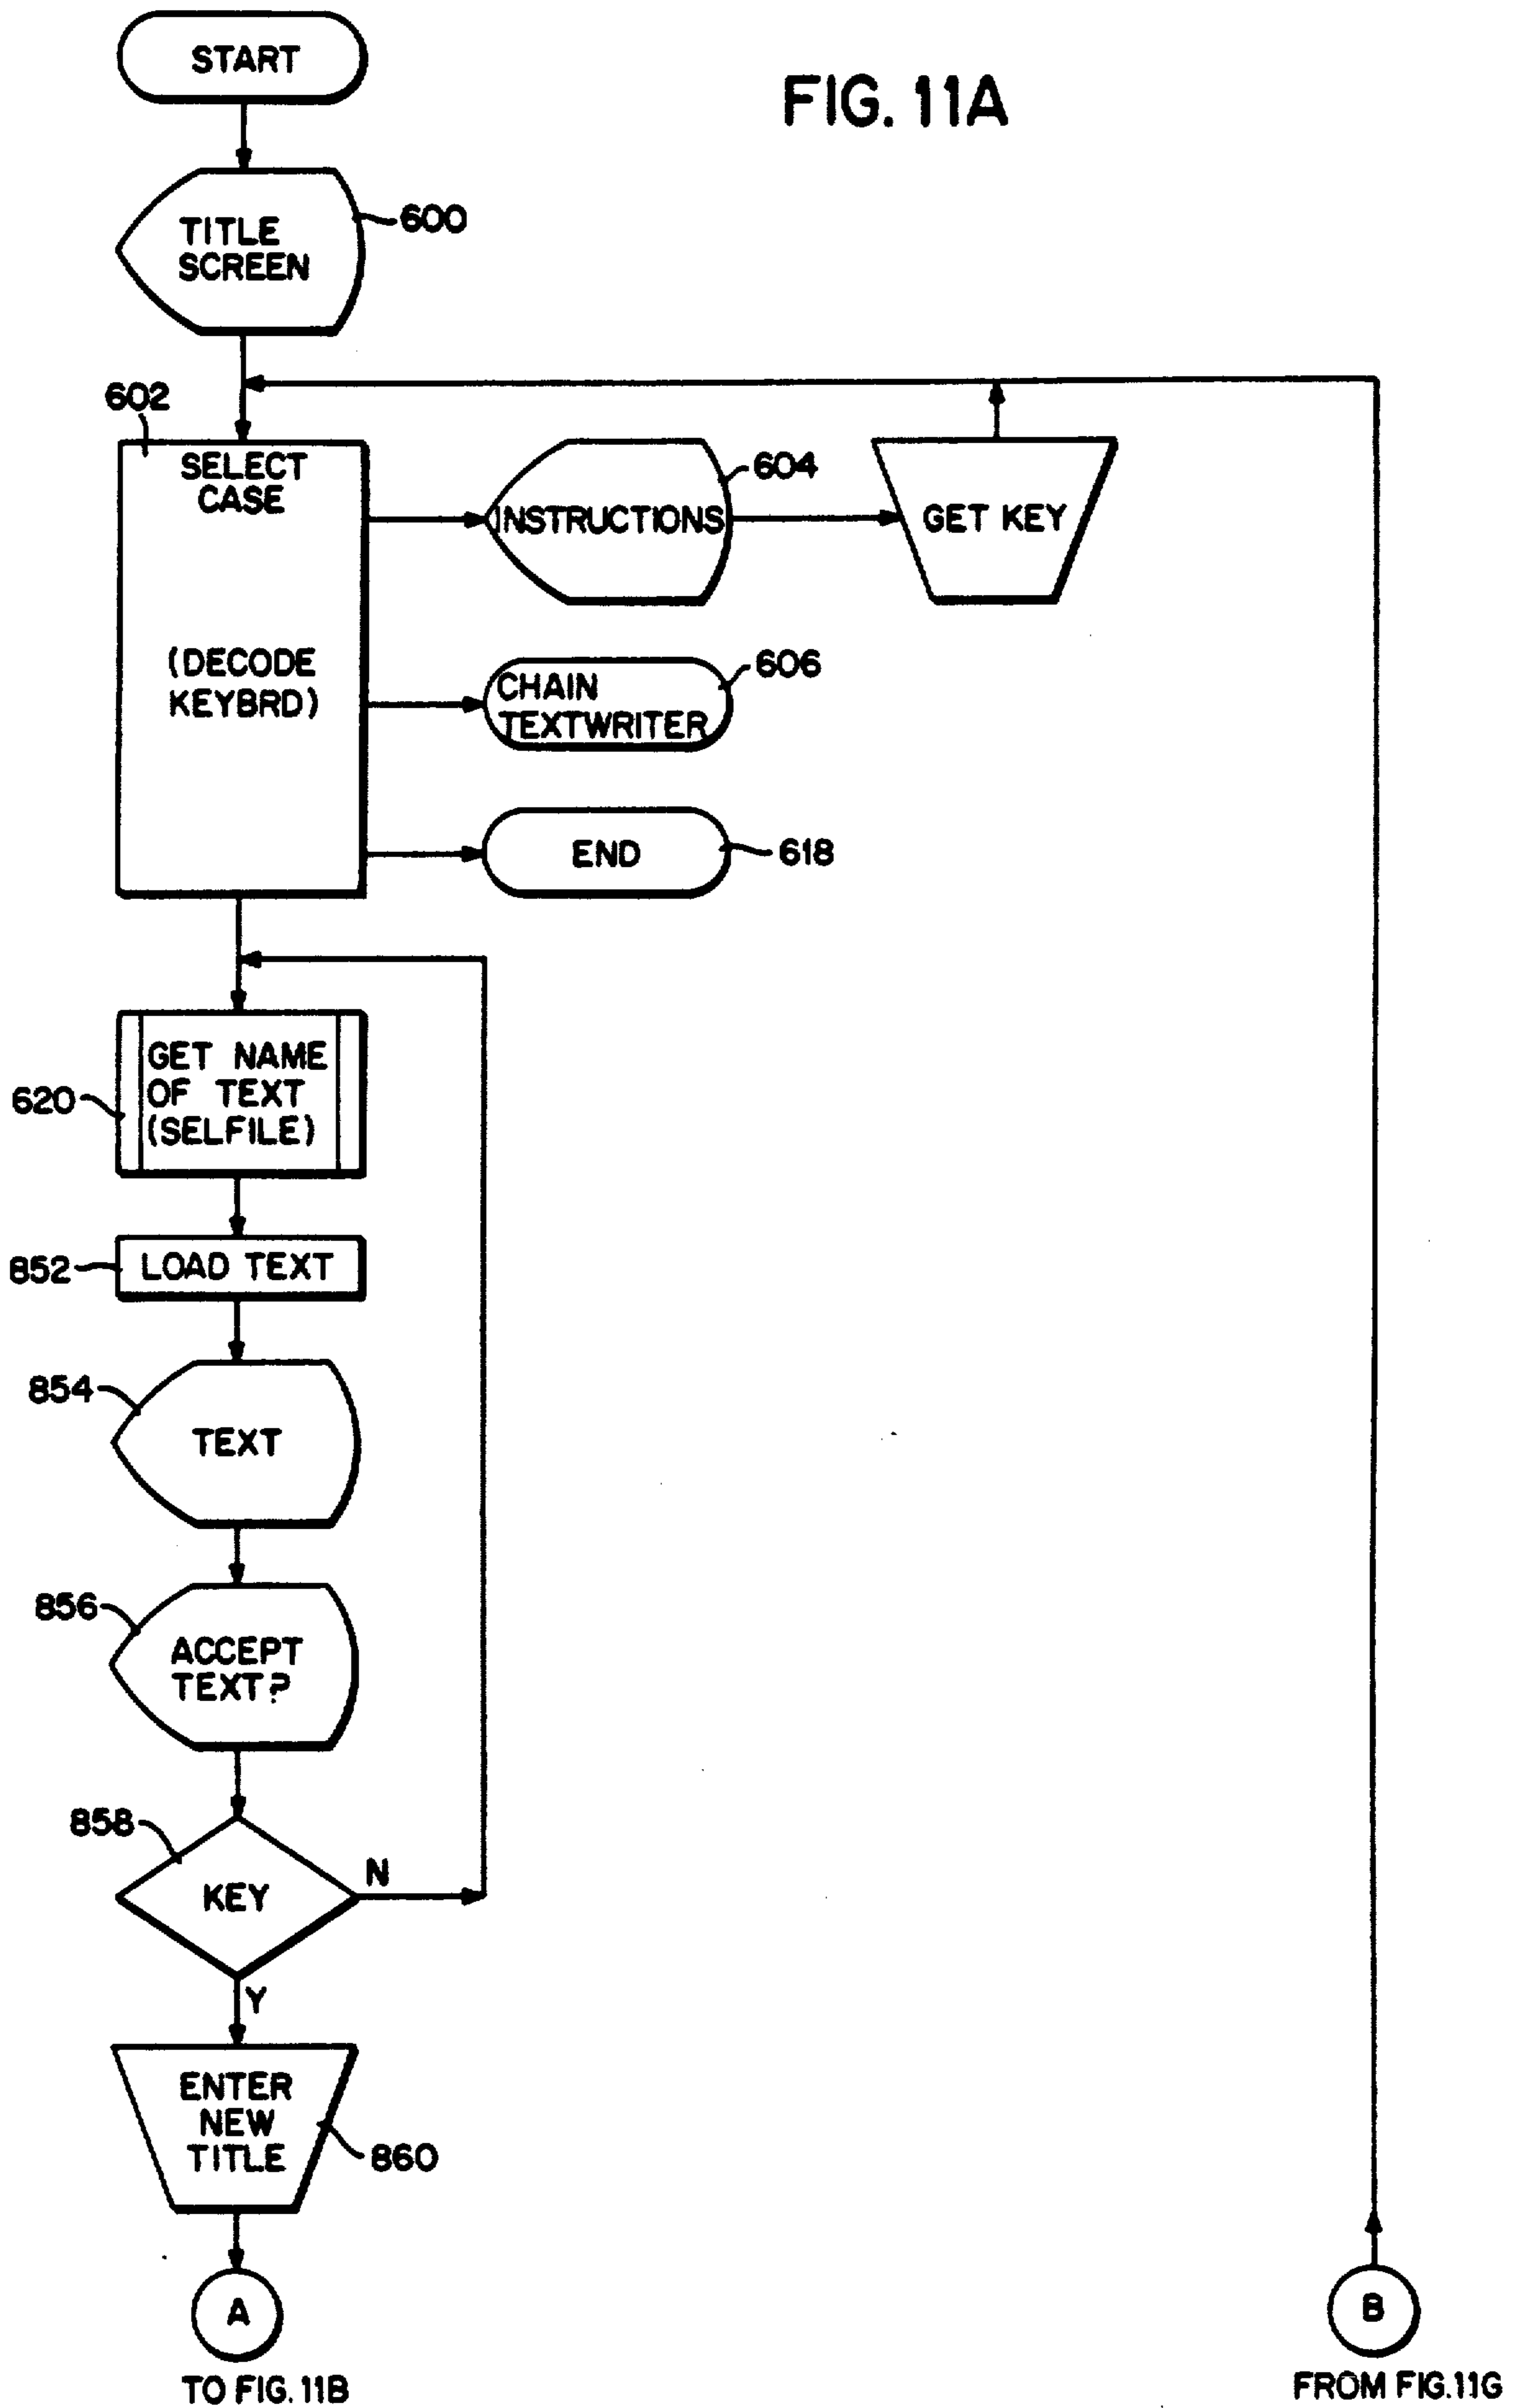 START
FIG. 11A
TITLE
SCREEN
600
602
SELECT
CASE
(DECODE
KEYBRD)
INSTRUCTIONS
604
GET KEY
CHAIN
TEXTWRITER
606
END
618
GET NAME
OF TEXT
(SELFILE)
620
852
LOAD TEXT
854
TEXT
856
ACCEPT
TEXT?
858
KEY
N
Y
ENTER
NEW
TITLE
860
A
TO FIG. 11B
B
FROM FIG. 11G